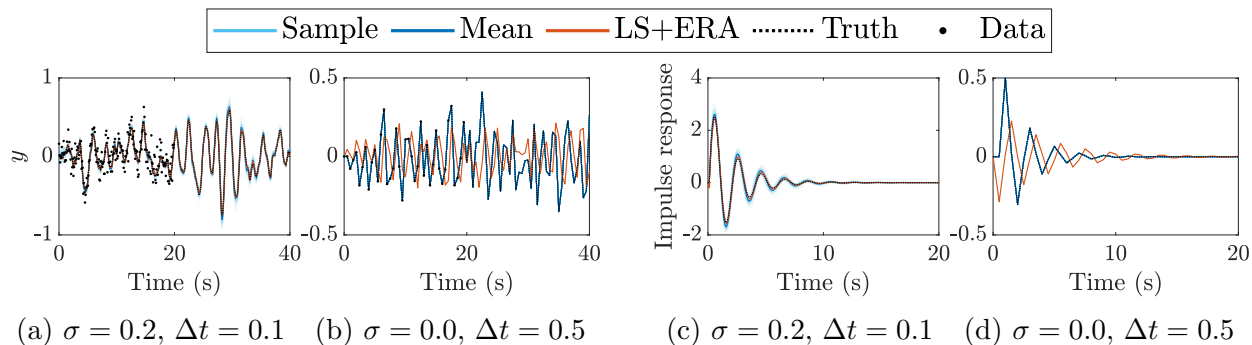 Sample Mean LS+ERA Truth Data
1
0
-1
y
0 20 40
Time (s)
(a) σ = 0.2, Δt = 0.1
0.5
0
-0.5
0 20 40
Time (s)
(b) σ = 0.0, Δt = 0.5
4
2
0
-2
Impulse response
0 10 20
Time (s)
(c) σ = 0.2, Δt = 0.1
0.5
0
-0.5
0 10 20
Time (s)
(d) σ = 0.0, Δt = 0.5